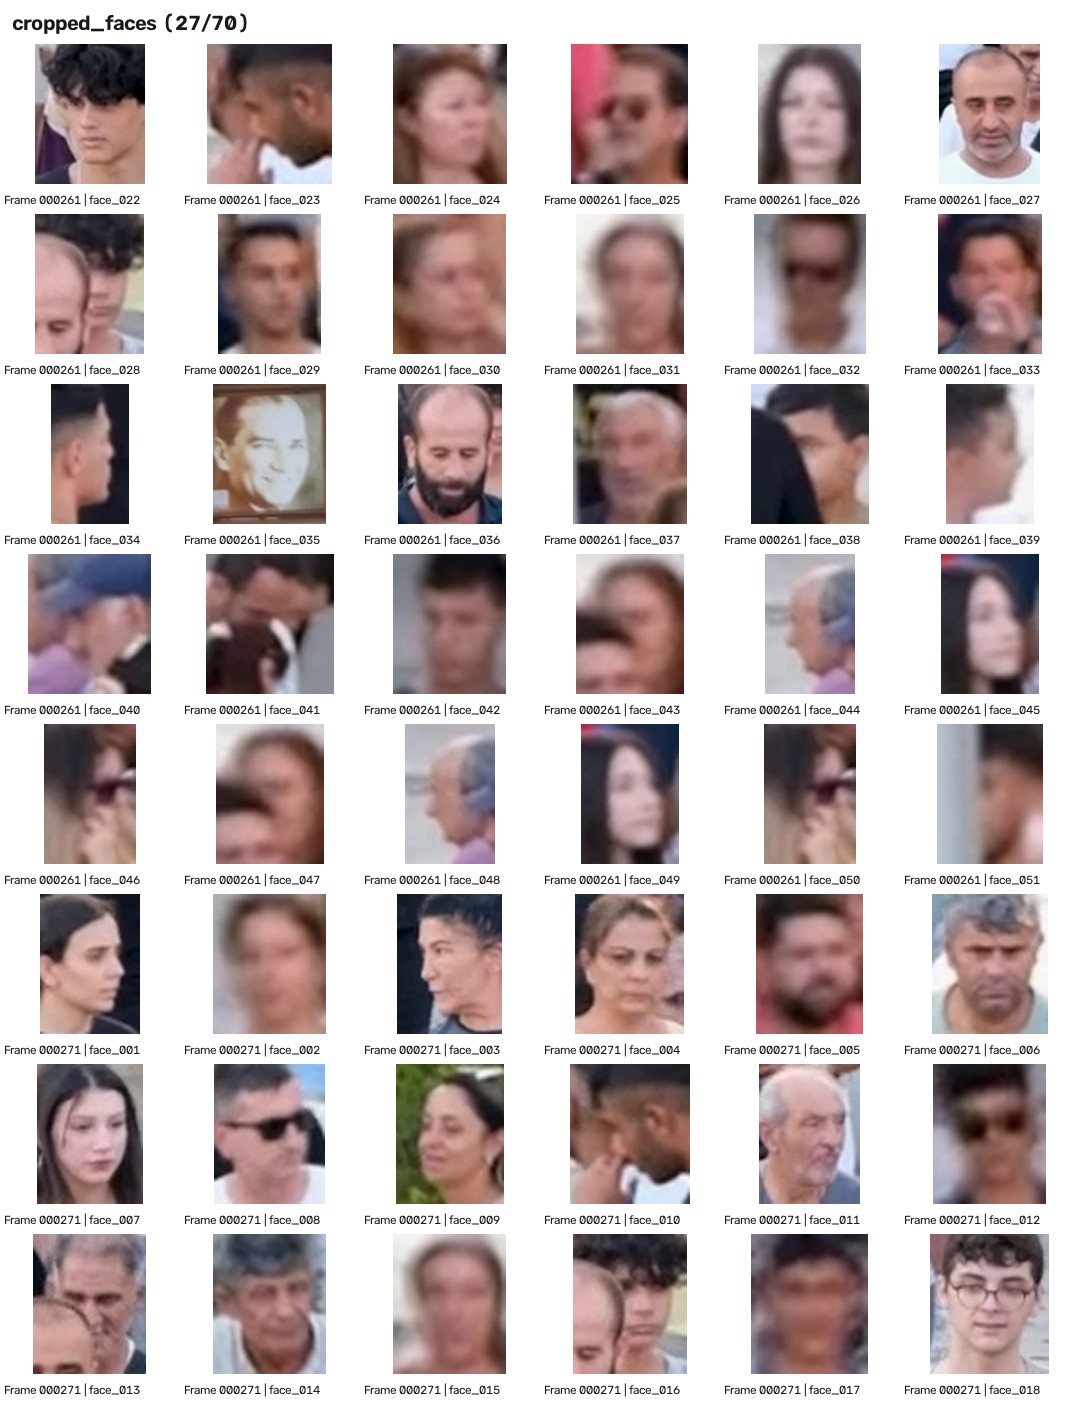 cropped_faces (27/70)
Frame 000261 | face_022
Frame 000261 | face_023
Frame 000261 | face_024
Frame 000261 | face_025
Frame 000261 | face_026
Frame 000261 | face_027
Frame 000261 | face_028
Frame 000261 | face_029
Frame 000261 | face_030
Frame 000261 | face_031
Frame 000261 | face_032
Frame 000261 | face_033
Frame 000261 | face_034
Frame 000261 | face_035
Frame 000261 | face_036
Frame 000261 | face_037
Frame 000261 | face_038
Frame 000261 | face_039
Frame 000261 | face_040
Frame 000261 | face_041
Frame 000261 | face_042
Frame 000261 | face_043
Frame 000261 | face_044
Frame 000261 | face_045
Frame 000261 | face_046
Frame 000261 | face_047
Frame 000261 | face_048
Frame 000261 | face_049
Frame 000261 | face_050
Frame 000261 | face_051
Frame 000271 | face_001
Frame 000271 | face_002
Frame 000271 | face_003
Frame 000271 | face_004
Frame 000271 | face_005
Frame 000271 | face_006
Frame 000271 | face_007
Frame 000271 | face_008
Frame 000271 | face_009
Frame 000271 | face_010
Frame 000271 | face_011
Frame 000271 | face_012
Frame 000271 | face_013
Frame 000271 | face_014
Frame 000271 | face_015
Frame 000271 | face_016
Frame 000271 | face_017
Frame 000271 | face_018